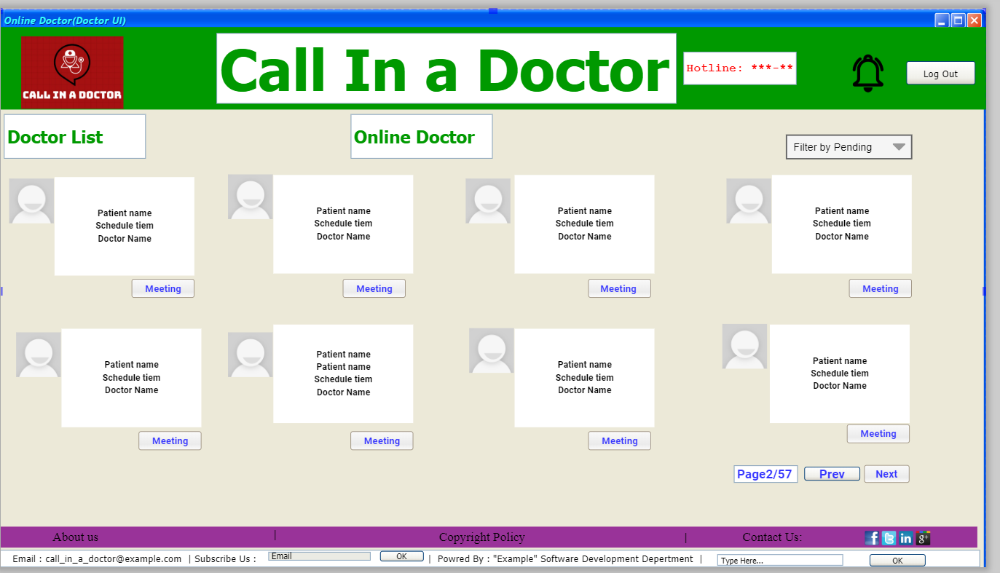 Online Doctor(Doctor UI)
CALL IN A DOCTOR
Call In a Doctor
Hotline: ***-**
Log Out
Doctor List
Online Doctor
Filter by Pending
Patient name
Schedule tiem
Doctor Name
Meeting
Patient name
Schedule tiem
Doctor Name
Meeting
Patient name
Schedule tiem
Doctor Name
Meeting
Patient name
Schedule tiem
Doctor Name
Meeting
Patient name
Schedule tiem
Doctor Name
Meeting
Patient name
Patient name
Schedule tiem
Doctor Name
Meeting
Patient name
Schedule tiem
Doctor Name
Meeting
Patient name
Schedule tiem
Doctor Name
Meeting
Page2/57
Prev
Next
About us | Copyright Policy | Contact Us:
Email : call_in_a_doctor@example.com | Subscribe Us : Email OK | Powred By : "Example" Software Development Depertment | Type Here... OK